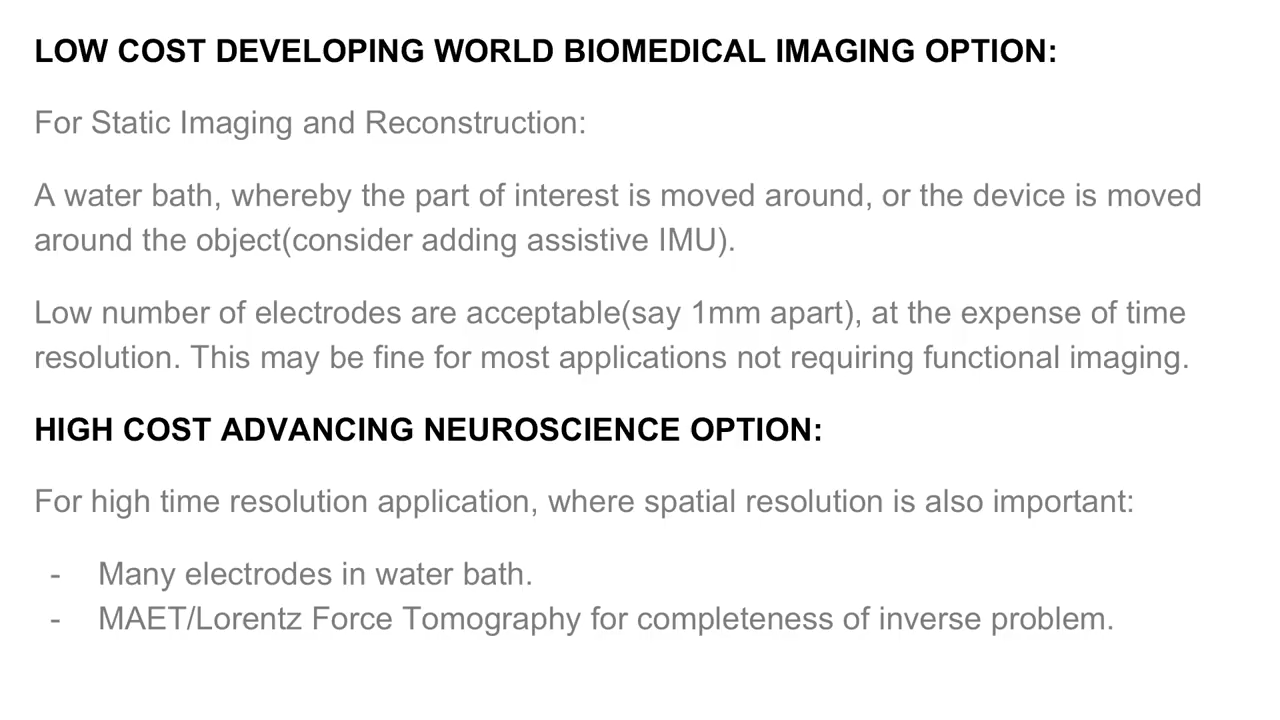 LOW COST DEVELOPING WORLD BIOMEDICAL IMAGING OPTION:
For Static Imaging and Reconstruction:
A water bath, whereby the part of interest is moved around, or the device is moved
around the object(consider adding assistive IMU).
Low number of electrodes are acceptable(say 1mm apart), at the expense of time
resolution. This may be fine for most applications not requiring functional imaging.
HIGH COST ADVANCING NEUROSCIENCE OPTION:
For high time resolution application, where spatial resolution is also important:
- Many electrodes in water bath.
- MAET/Lorentz Force Tomography for completeness of inverse problem.